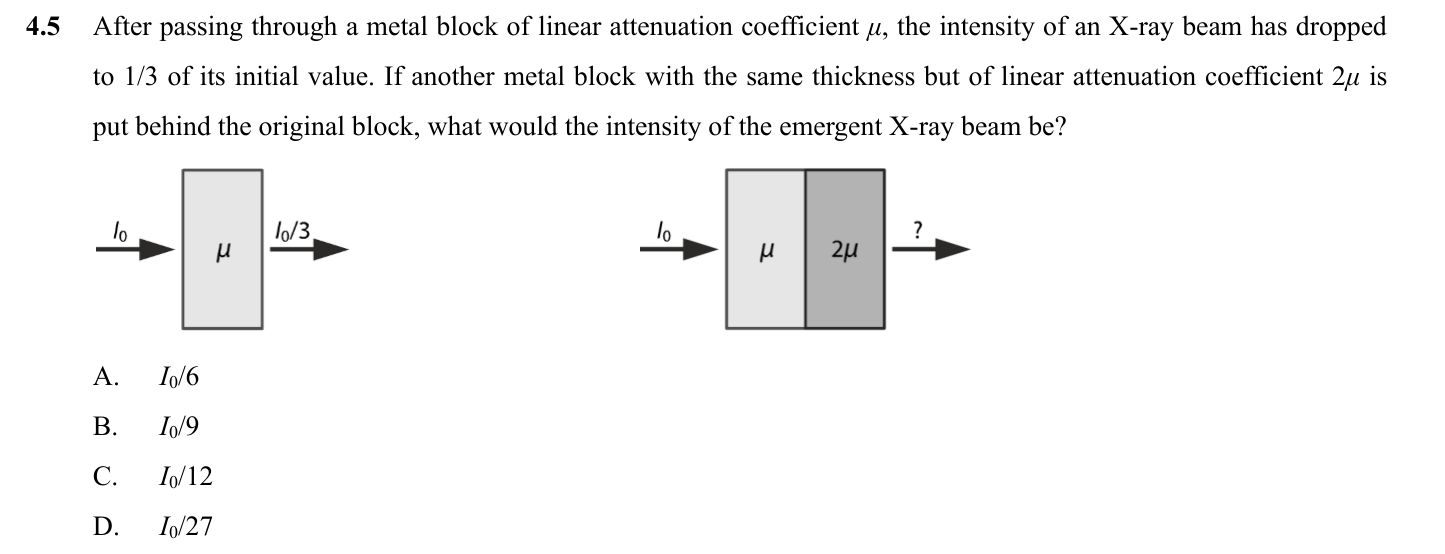 4.5 After passing through a metal block of linear attenuation coefficient μ, the intensity of an X-ray beam has dropped
to 1/3 of its initial value. If another metal block with the same thickness but of linear attenuation coefficient 2μ is
put behind the original block, what would the intensity of the emergent X-ray beam be?
I₀ μ I₀/3 I₀ μ 2μ ?
A. I₀/6
B. I₀/9
C. I₀/12
D. I₀/27